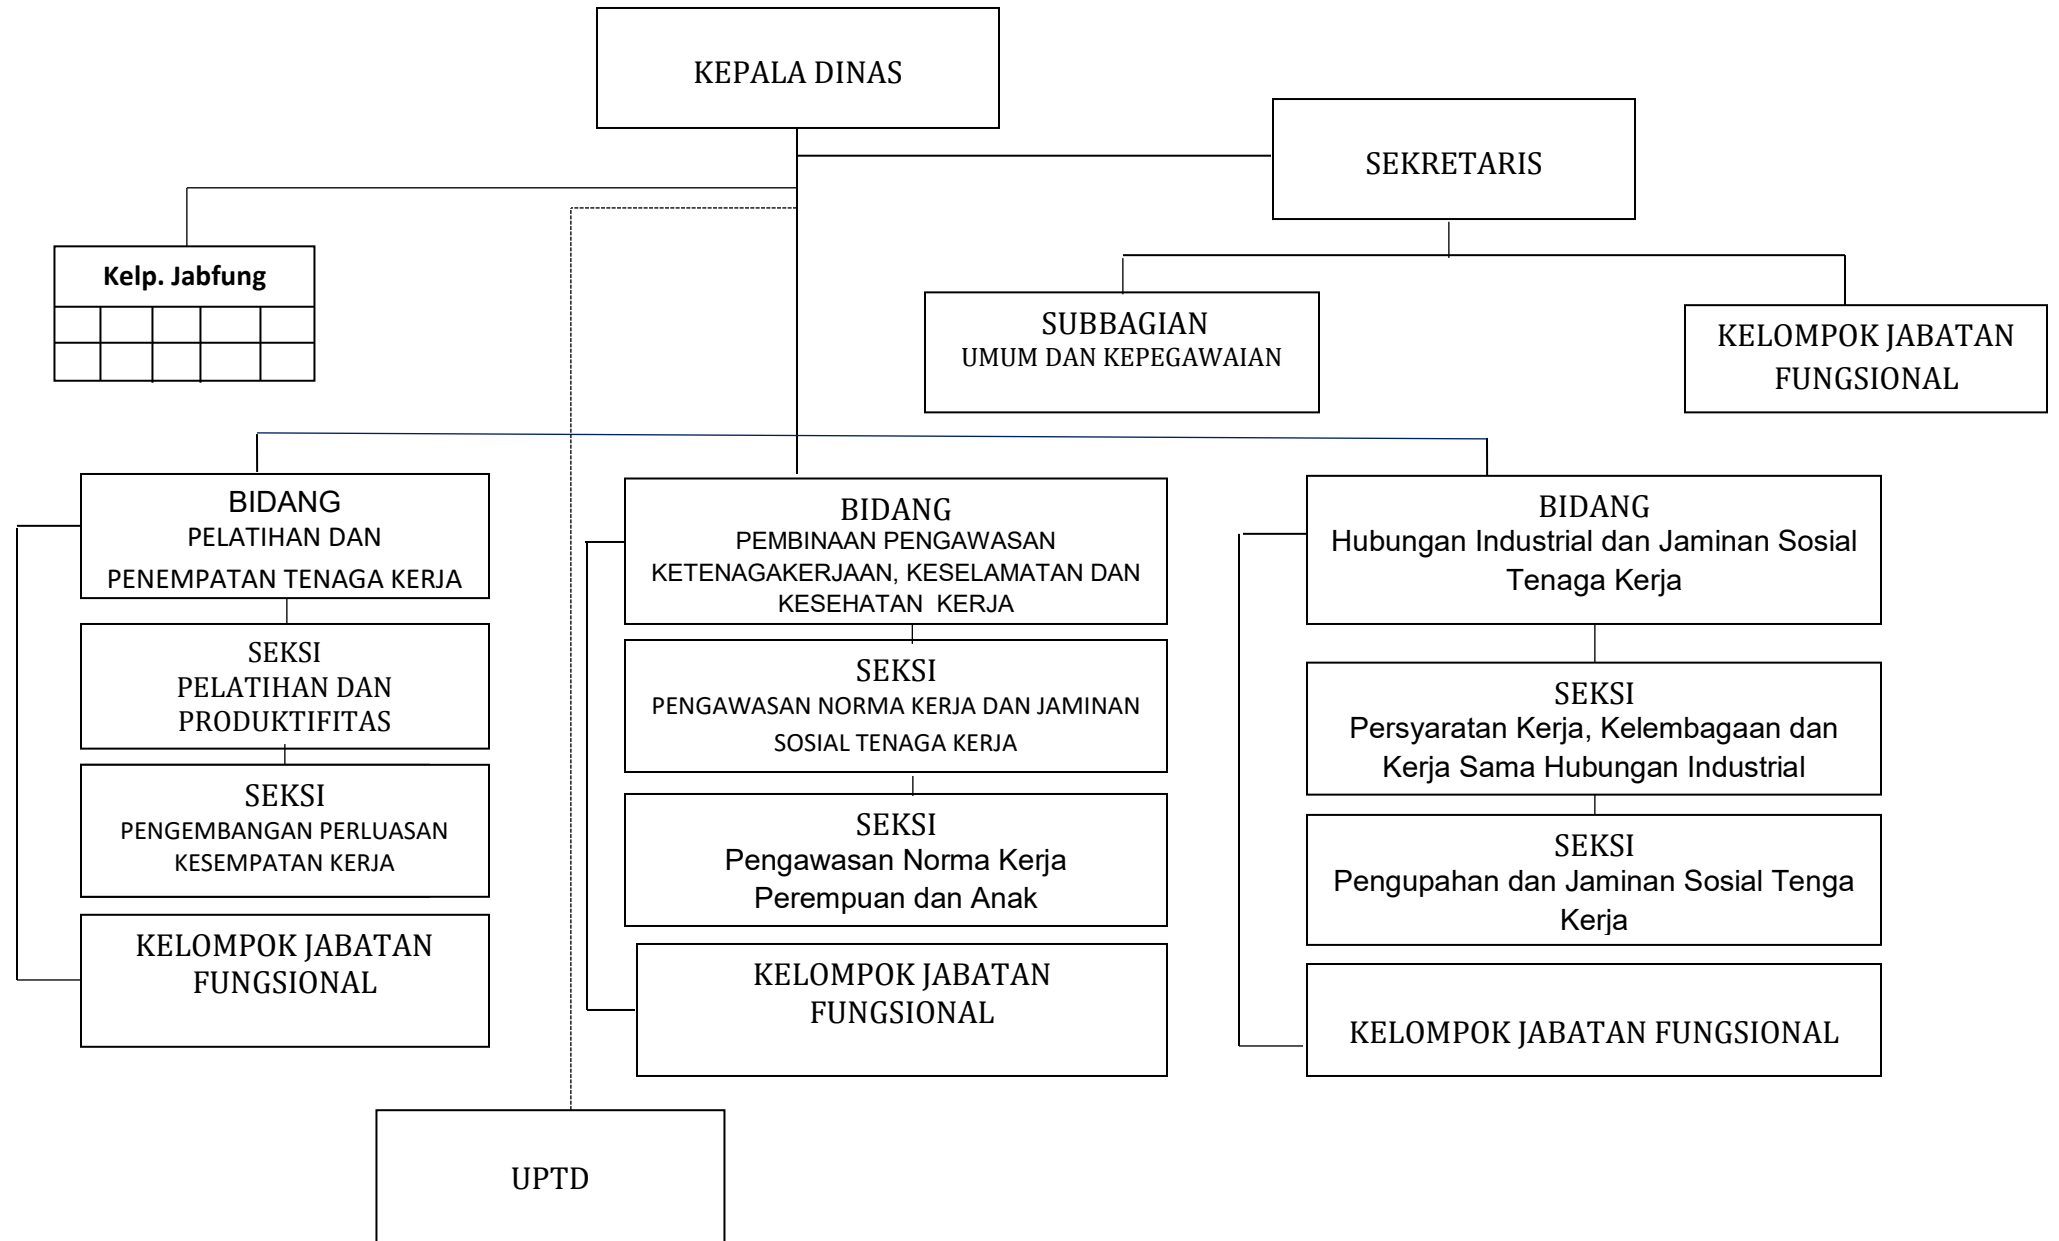 KEPALA DINAS
SEKRETARIS
Kelp. Jabfung
SUBBAGIAN
UMUM DAN KEPEGAWAIAN
KELOMPOK JABATAN
FUNGSIONAL
BIDANG
PELATIHAN DAN
PENEMPATAN TENAGA KERJA
SEKSI
PELATIHAN DAN
PRODUKTIFITAS
SEKSI
PENGEMBANGAN PERLUASAN
KESEMPATAN KERJA
KELOMPOK JABATAN
FUNGSIONAL
BIDANG
PEMBINAAN PENGAWASAN
KETENAGAKERJAAN, KESELAMATAN DAN
KESEHATAN KERJA
SEKSI
PENGAWASAN NORMA KERJA DAN JAMINAN
SOSIAL TENAGA KERJA
SEKSI
Pengawasan Norma Kerja
Perempuan dan Anak
KELOMPOK JABATAN
FUNGSIONAL
BIDANG
Hubungan Industrial dan Jaminan Sosial
Tenaga Kerja
SEKSI
Persyaratan Kerja, Kelembagaan dan
Kerja Sama Hubungan Industrial
SEKSI
Pengupahan dan Jaminan Sosial Tenga
Kerja
KELOMPOK JABATAN FUNGSIONAL
UPTD